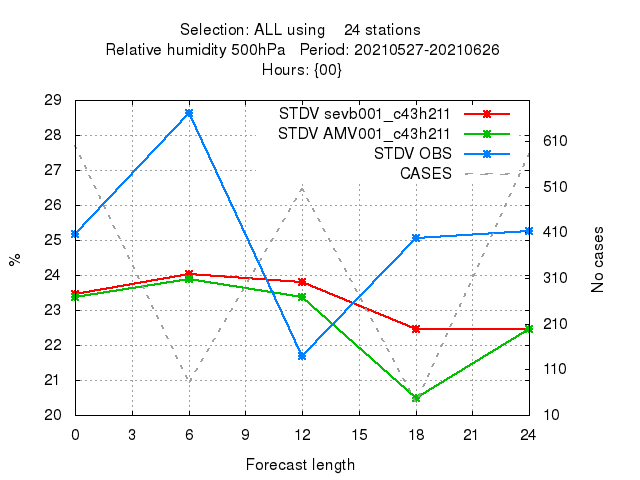 Selection: ALL using    24 stations
Relative humidity 500hPa   Period: 20210527-20210626
Hours: {00}
STDV sevb001_c43h211
STDV AMV001_c43h211
STDV OBS
CASES
29
28
27
26
25
24
23
22
21
20
%
610
510
410
310
210
110
10
No cases
0 3 6 9 12 15 18 21 24
Forecast length